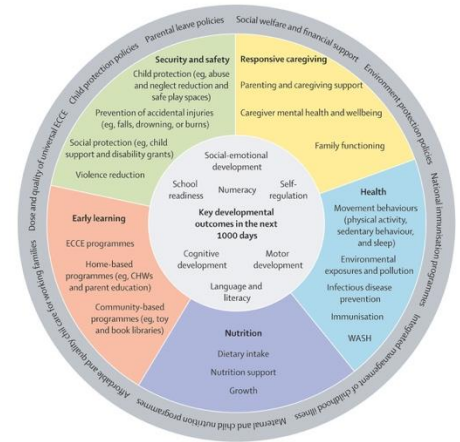 Social welfare and financial support
Environment protection policies
National immunisation programmes
Integrated management of childhood illness
Maternal and child nutrition programmes
Affordable and quality chil care for working families
Dose and quality of universal ECCE
Child protection policies
Parental leave policies
Security and safety
Child protection (eg, abuse
and neglect reduction and
safe play spaces)
Prevention of accidental injuries
(eg, falls, drowning, or burns)
Social protection (eg, child
support and disability grants)
Violence reduction
Responsive caregiving
Parenting and caregiving support
Caregiver mental health and wellbeing
Family functioning
Health
Movement behaviours
(physical activity,
sedentary behaviour,
and sleep)
Environmental
exposures and pollution
Infectious disease
prevention
Immunisation
WASH
Nutrition
Dietary intake
Nutrition support
Growth
Early learning
ECCE programmes
Home-based
programmes (eg, CHWs
and parent education)
Community-based
programmes (eg, toy
and book libraries)
Social-emotional
development
School
readiness
Numeracy
Self-
regulation
Key developmental
outcomes in the next
1000 days
Cognitive
development
Motor
development
Language and
literacy